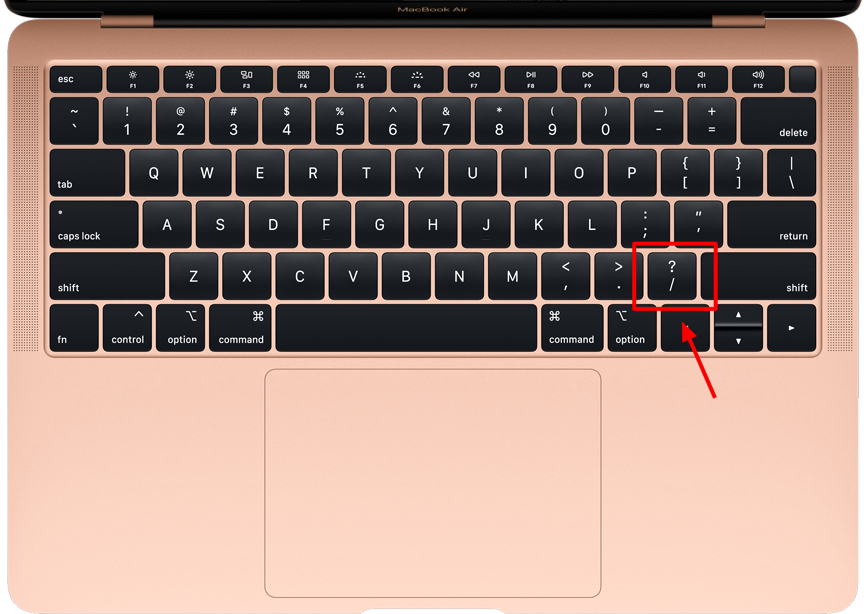 MacBook Air
esc F1 F2 F3 F4 F5 F6 F7 F8 F9 F10 F11 F12
~ ! @ # $ % ^ & * ( ) — +
` 1 2 3 4 5 6 7 8 9 0 - = delete
tab Q W E R T Y U I O P { [ } ] | \
caps lock A S D F G H J K L : ; " ' return
shift Z X C V B N M < , > . ? / shift
fn ^ control ⌥ option ⌘ command ⌘ command ⌥ option ◂ ▴ ▾ ▸